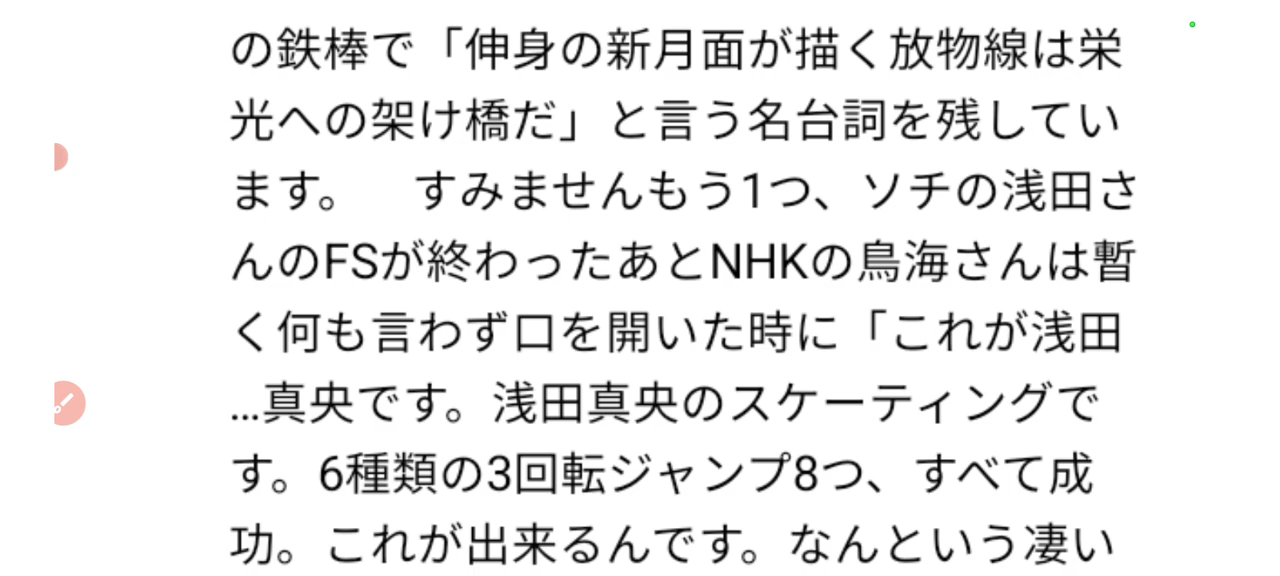 の鉄棒で「伸身の新月面が描く放物線は栄
光への架け橋だ」と言う名台詞を残してい
ます。　すみませんもう1つ、ソチの浅田さ
んのFSが終わったあとNHKの鳥海さんは暫
く何も言わず口を開いた時に「これが浅田
…真央です。浅田真央のスケーティングで
す。6種類の3回転ジャンプ8つ、すべて成
功。これが出来るんです。なんという凄い